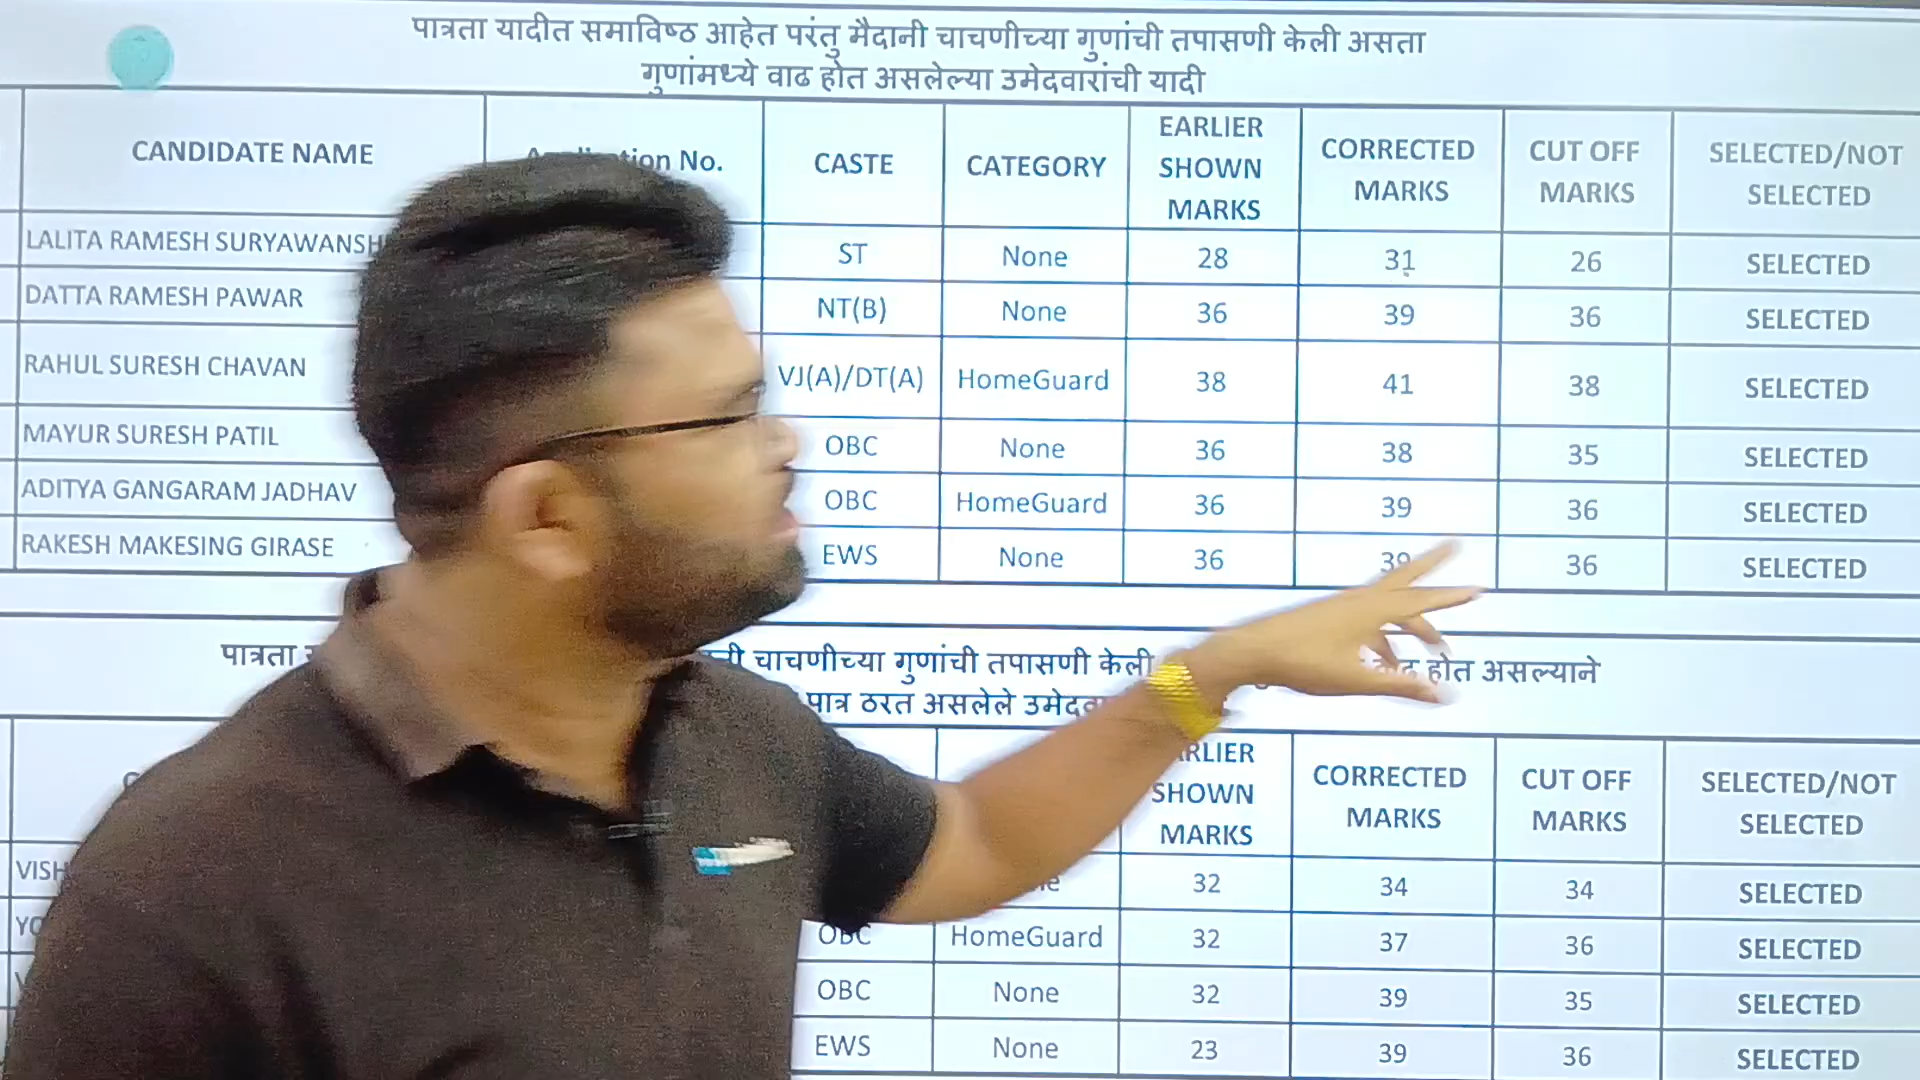 पात्रता यादीत समाविष्ठ आहेत परंतु मैदानी चाचणीच्या गुणांची तपासणी केली असता
गुणांमध्ये वाढ होत असलेल्या उमेदवारांची यादी
CANDIDATE NAME No. CASTE CATEGORY EARLIER SHOWN MARKS CORRECTED MARKS CUT OFF MARKS SELECTED/NOT SELECTED
LALITA RAMESH ST None 28 31 26 SELECTED
DATTA RAMESH PAWAR NT(B) None 36 39 36 SELECTED
RAHUL SURESH CHAVAN VJ(A)/DT(A) HomeGuard 38 41 38 SELECTED
MAYUR SURESH PATIL OBC None 36 38 35 SELECTED
ADITYA GANGARAM JADHAV OBC HomeGuard 36 39 36 SELECTED
RAKESH MAKESING GIRASE EWS None 36 39 36 SELECTED
पात्रता चाचणीच्या गुणांची तपासणी केली होत असल्याने
पात्र ठरत असलेले
SHOWN MARKS CORRECTED MARKS CUT OFF MARKS SELECTED/NOT SELECTED
32 34 34 SELECTED
OBC HomeGuard 32 37 36 SELECTED
OBC None 32 39 35 SELECTED
EWS None 23 39 36 SELECTED